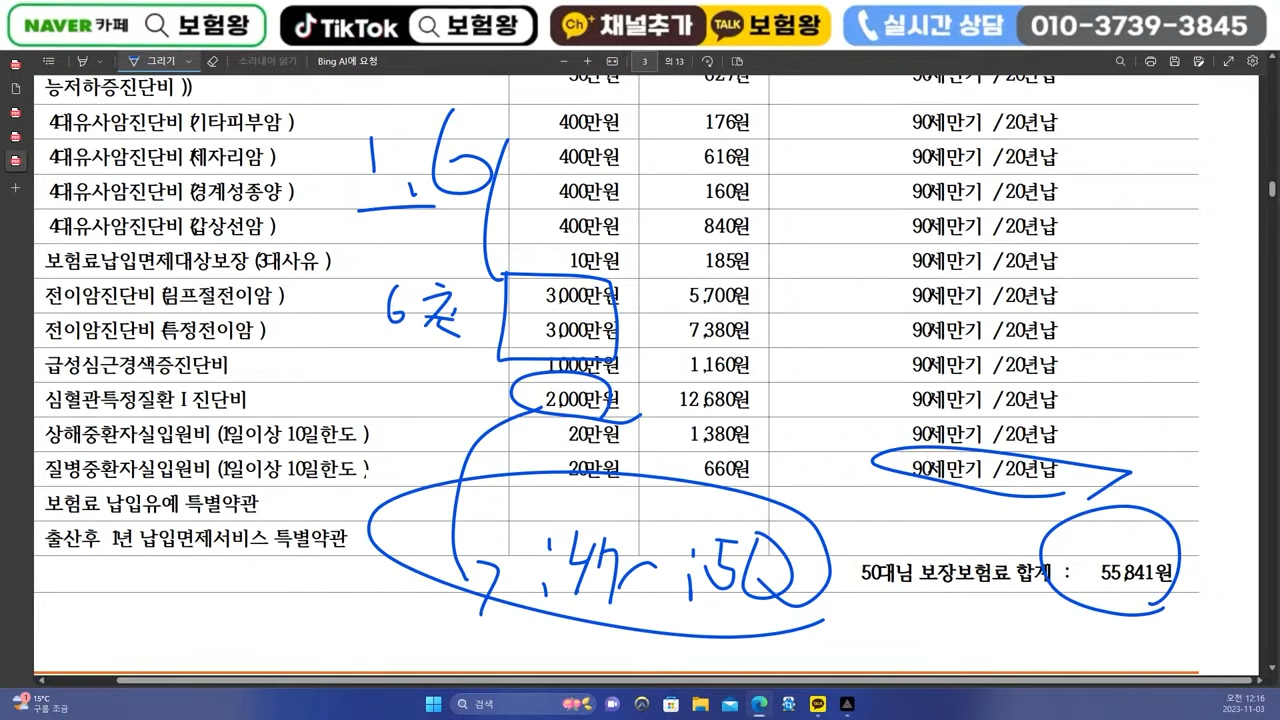 NAVER 카페 보험왕 TikTok 보험왕 Ch+ 채널추가 TALK 보험왕 실시간 상담 010-3739-3845
그리기 소리내어 읽기 Bing AI에 요청 3 의 13
능저하증진단비 ))
4대유사암진단비 (기타피부암 ) 400만원 176원 90세만기 / 20년납
4대유사암진단비 (제자리암 ) 400만원 616원 90세만기 / 20년납
4대유사암진단비 (경계성종양 ) 400만원 160원 90세만기 / 20년납
4대유사암진단비 (갑상선암 ) 400만원 840원 90세만기 / 20년납
보험료납입면제대상보장 (3대사유 ) 10만원 185원 90세만기 / 20년납
전이암진단비 (림프절전이암 ) 3,000만원 5,700원 90세만기 / 20년납
전이암진단비 (특정전이암 ) 3,000만원 7,380원 90세만기 / 20년납
급성심근경색증진단비 1,000만원 1,160원 90세만기 / 20년납
심혈관특정질환 I 진단비 2,000만원 12,680원 90세만기 / 20년납
상해중환자실입원비 (1일이상 10일한도 ) 20만원 1,380원 90세만기 / 20년납
질병중환자실입원비 (1일이상 10일한도 ) 20만원 660원 90세만기 / 20년납
보험료 납입유예 특별약관
출산후 1년 납입면제서비스 특별약관
50대님 보장보험료 합계 : 55,841원
15°C
구름 조금
검색
오전 12:16
2023-11-03